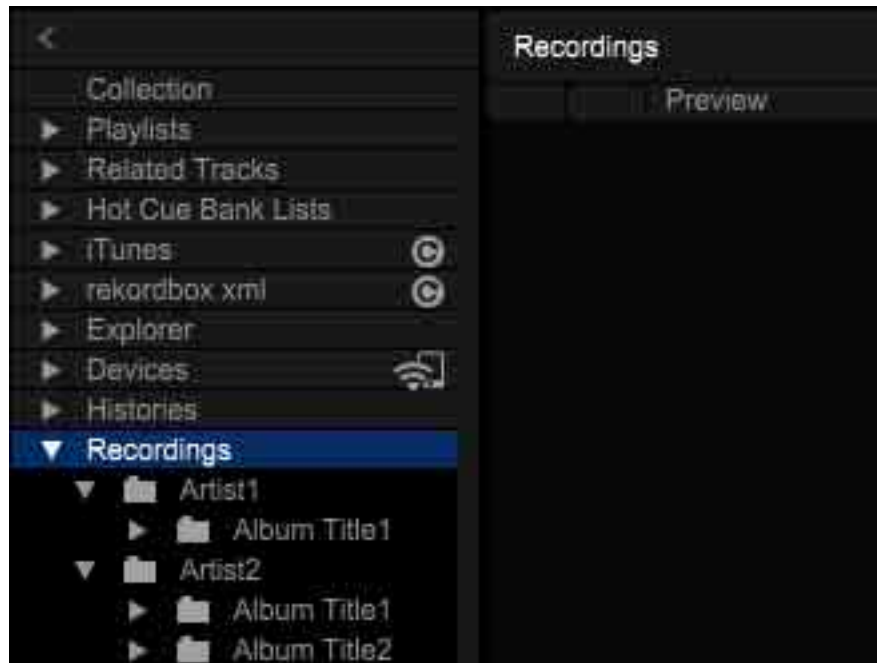 Recordings
Preview
Collection
Playlists
Related Tracks
Hot Cue Bank Lists
iTunes
rekordbox xml
Explorer
Devices
Histories
Recordings
Artist1
Album Title1
Artist2
Album Title1
Album Title2